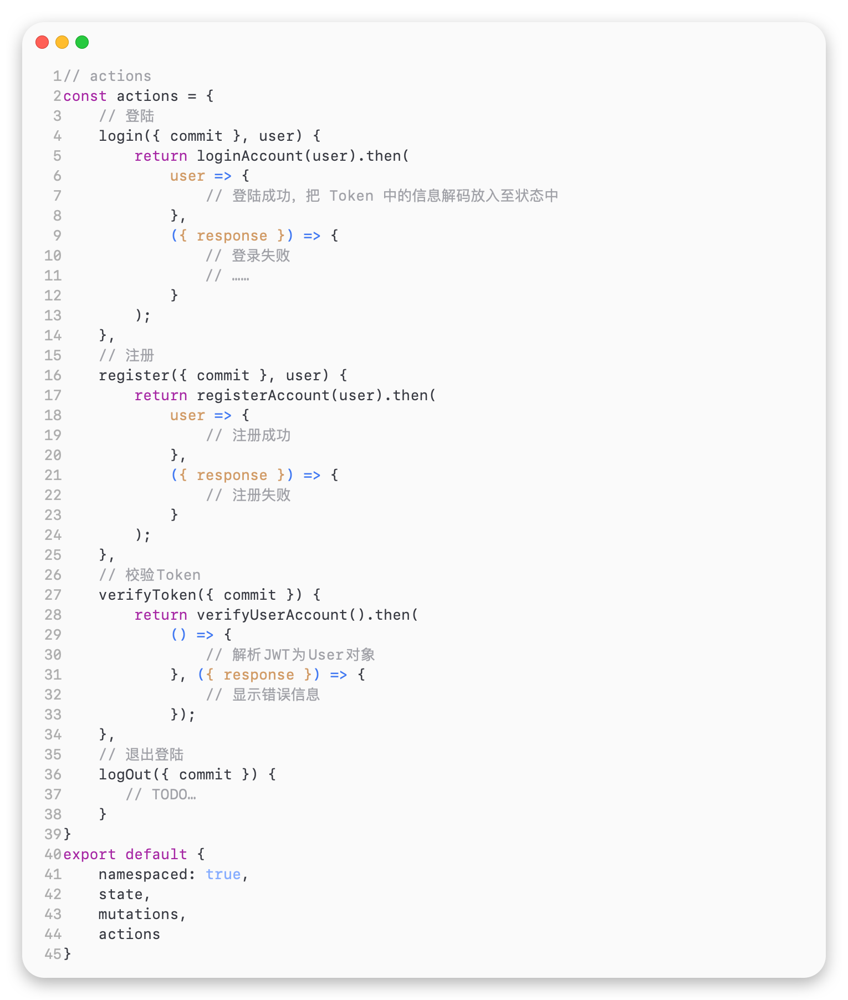 1// actions
2const actions = {
3    // 登陆
4    login({ commit }, user) {
5        return loginAccount(user).then(
6            user => {
7                // 登陆成功，把 Token 中的信息解码放入至状态中
8            },
9            ({ response }) => {
10                // 登录失败
11                // ……
12            }
13        );
14    },
15    // 注册
16    register({ commit }, user) {
17        return registerAccount(user).then(
18            user => {
19                // 注册成功
20            },
21            ({ response }) => {
22                // 注册失败
23            }
24        );
25    },
26    // 校验Token
27    verifyToken({ commit }) {
28        return verifyUserAccount().then(
29            () => {
30                // 解析JWT为User对象
31            }, ({ response }) => {
32                // 显示错误信息
33            });
34    },
35    // 退出登陆
36    logOut({ commit }) {
37       // TODO…
38    }
39}
40export default {
41    namespaced: true,
42    state,
43    mutations,
44    actions
45}